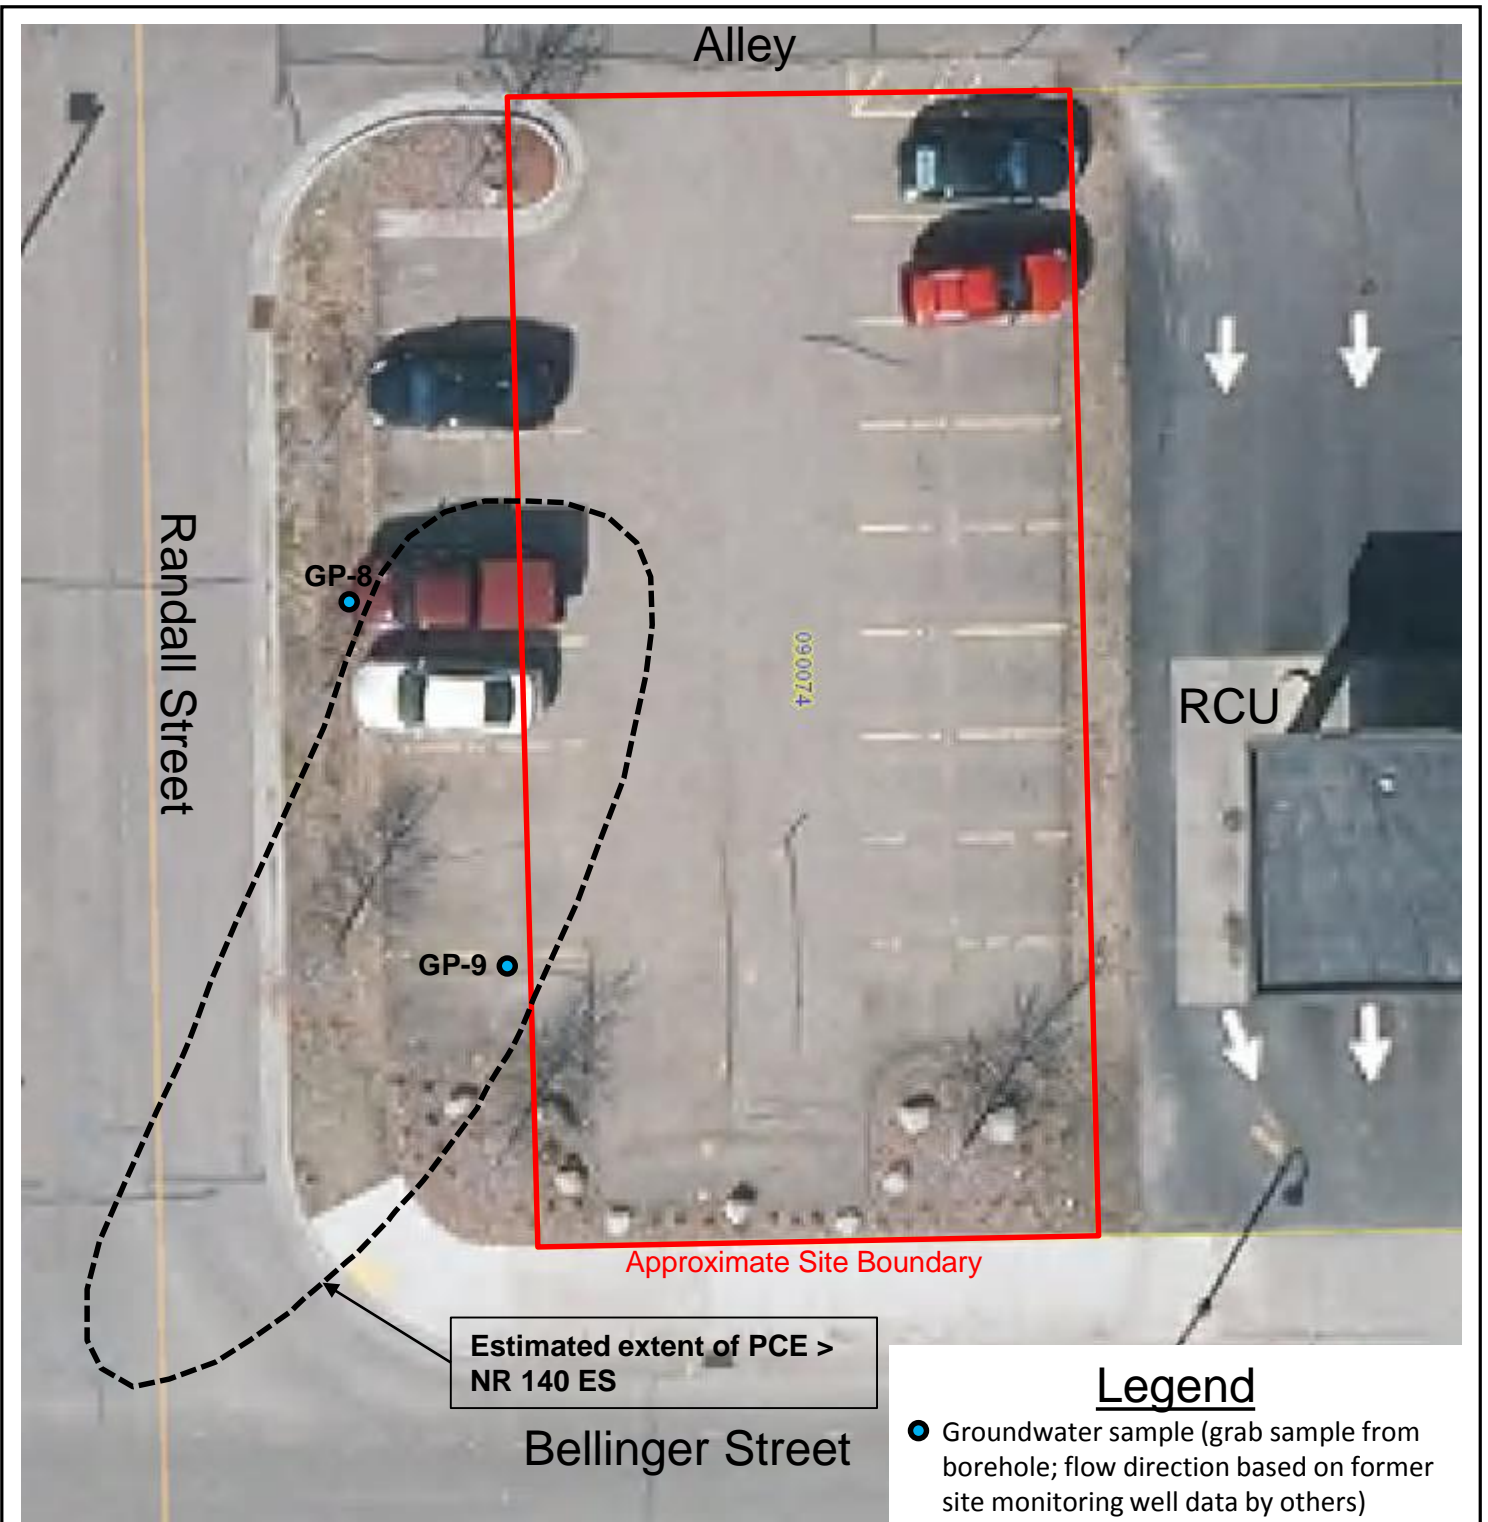 Alley
Randall Street
GP-8
090074
RCU
GP-9
Approximate Site Boundary
Estimated extent of PCE >
NR 140 ES
Bellinger Street
Legend
Groundwater sample (grab sample from
borehole; flow direction based on former
site monitoring well data by others)